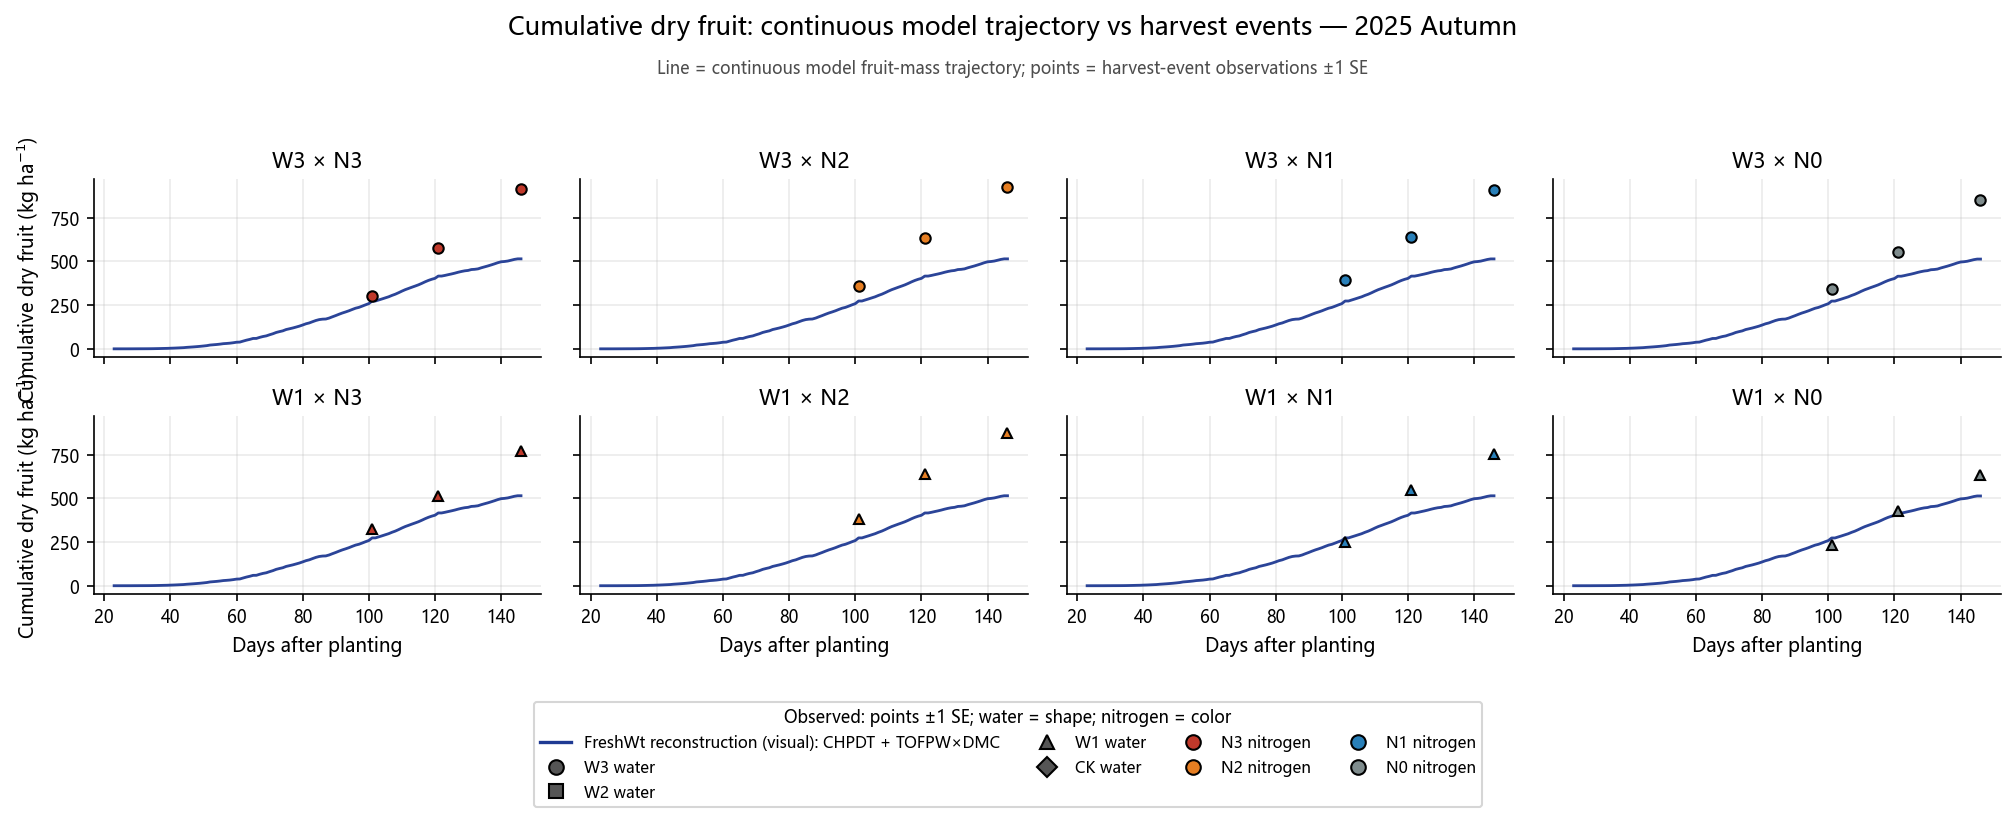 Cumulative dry fruit: continuous model trajectory vs harvest events — 2025 Autumn
Line = continuous model fruit-mass trajectory; points = harvest-event observations ±1 SE
Cumulative dry fruit (kg ha⁻¹)
W3 × N3
W3 × N2
W3 × N1
W3 × N0
750
500
250
0
Cumulative dry fruit (kg ha⁻¹)
W1 × N3
W1 × N2
W1 × N1
W1 × N0
750
500
250
0
20 40 60 80 100 120 140
20 40 60 80 100 120 140
20 40 60 80 100 120 140
20 40 60 80 100 120 140
Days after planting
Days after planting
Days after planting
Days after planting
Observed: points ±1 SE; water = shape; nitrogen = color
FreshWt reconstruction (visual): CHPDT + TOFPW×DMC
W3 water
W2 water
W1 water
CK water
N3 nitrogen
N2 nitrogen
N1 nitrogen
N0 nitrogen